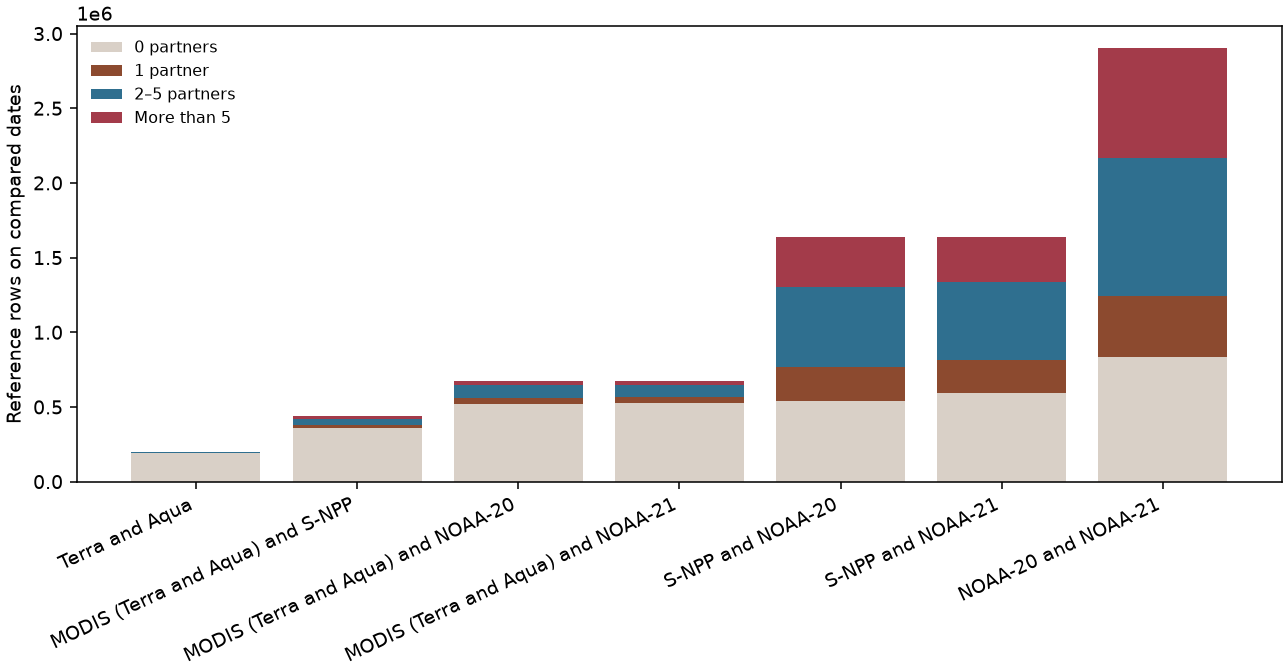 1e6
3.0
2.5
2.0
1.5
1.0
0.5
0.0
Reference rows on compared dates
0 partners
1 partner
2–5 partners
More than 5
Terra and Aqua
MODIS (Terra and Aqua) and S-NPP
MODIS (Terra and Aqua) and NOAA-20
MODIS (Terra and Aqua) and NOAA-21
S-NPP and NOAA-20
S-NPP and NOAA-21
NOAA-20 and NOAA-21